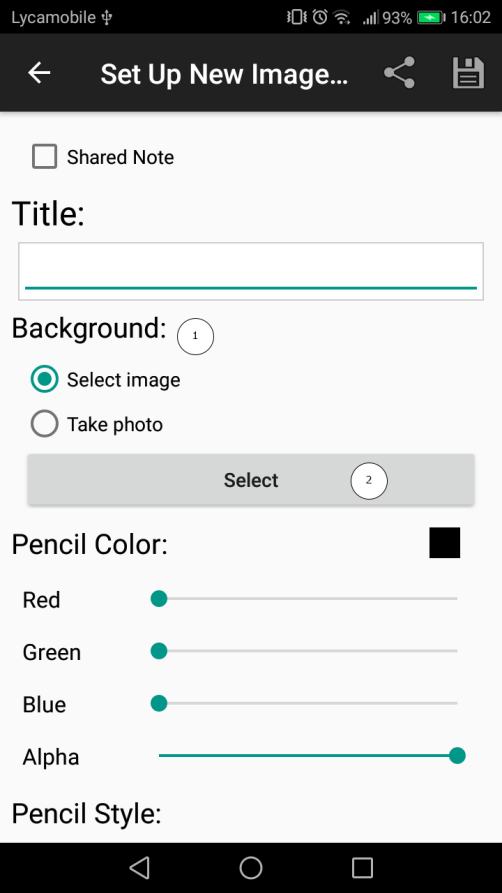 Lycamobile 93% 16:02
Set Up New Image...
Shared Note
Title:
Background: 1
Select image
Take photo
Select 2
Pencil Color:
Red
Green
Blue
Alpha
Pencil Style: